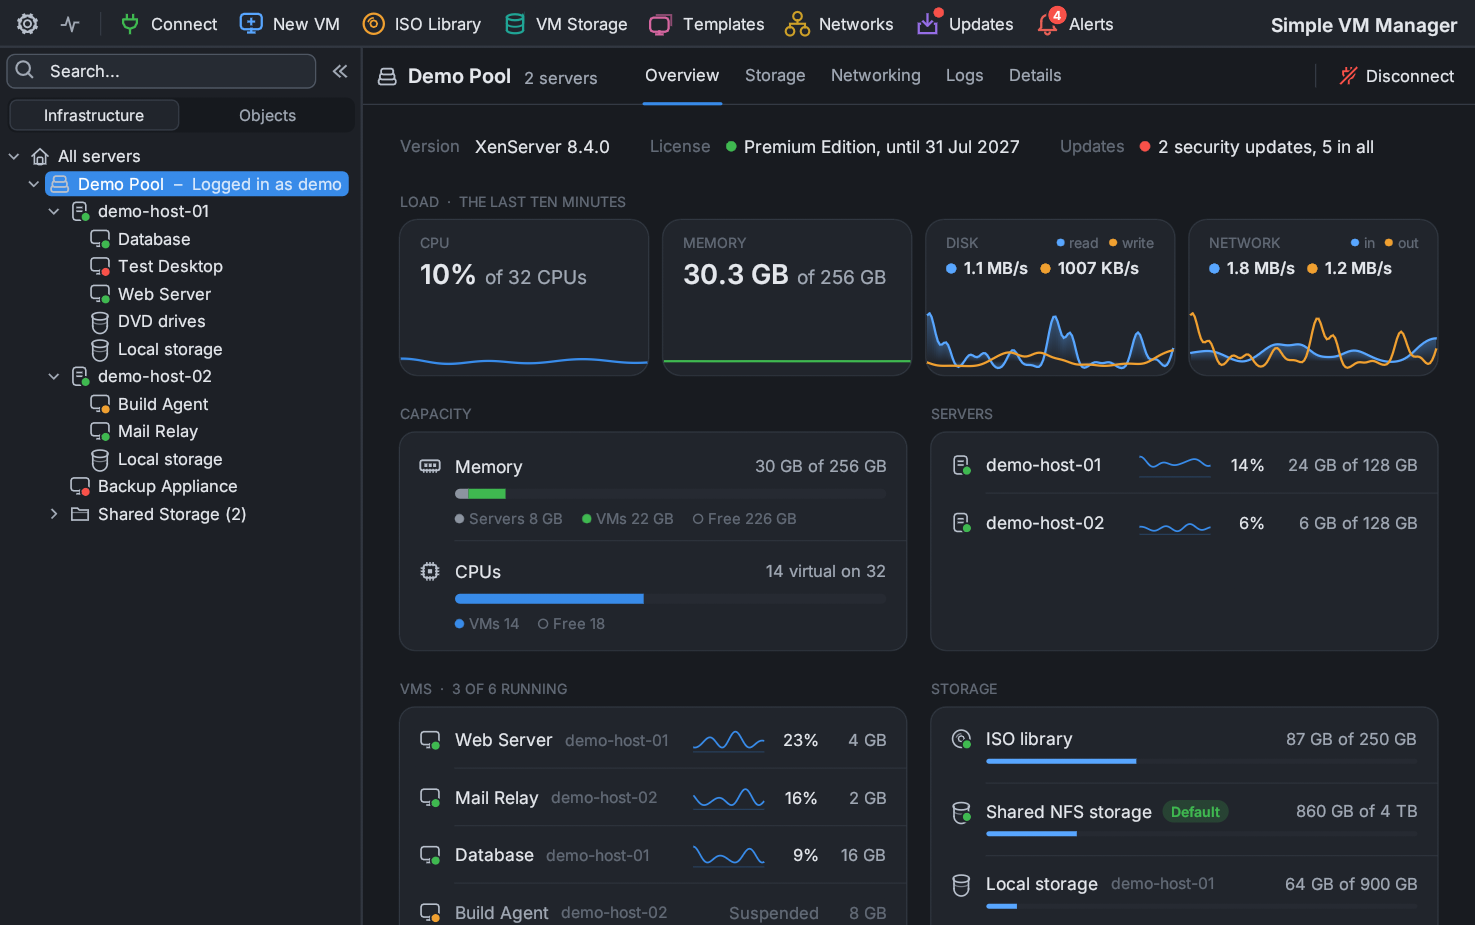 Connect New VM ISO Library VM Storage Templates Networks Updates 4 Alerts Simple VM Manager
Search...
Infrastructure Objects
All servers
Demo Pool – Logged in as demo
demo-host-01
Database
Test Desktop
Web Server
DVD drives
Local storage
demo-host-02
Build Agent
Mail Relay
Local storage
Backup Appliance
Shared Storage (2)
Demo Pool 2 servers Overview Storage Networking Logs Details Disconnect
Version XenServer 8.4.0 License Premium Edition, until 31 Jul 2027 Updates 2 security updates, 5 in all
LOAD · THE LAST TEN MINUTES
CPU
10% of 32 CPUs
MEMORY
30.3 GB of 256 GB
DISK read write
1.1 MB/s 1007 KB/s
NETWORK in out
1.8 MB/s 1.2 MB/s
CAPACITY
Memory 30 GB of 256 GB
Servers 8 GB VMs 22 GB Free 226 GB
CPUs 14 virtual on 32
VMs 14 Free 18
SERVERS
demo-host-01 14% 24 GB of 128 GB
demo-host-02 6% 6 GB of 128 GB
VMS · 3 OF 6 RUNNING
Web Server demo-host-01 23% 4 GB
Mail Relay demo-host-02 16% 2 GB
Database demo-host-01 9% 16 GB
Build Agent demo-host-02 Suspended 8 GB
STORAGE
ISO library 87 GB of 250 GB
Shared NFS storage Default 860 GB of 4 TB
Local storage demo-host-01 64 GB of 900 GB